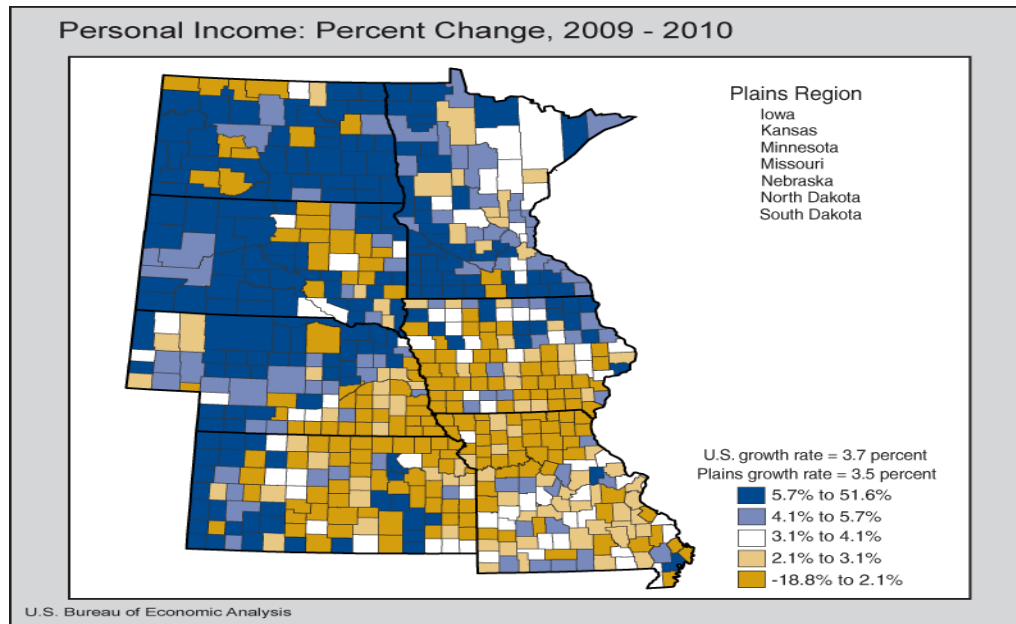 Personal Income: Percent Change, 2009 - 2010
Plains Region
Iowa
Kansas
Minnesota
Missouri
Nebraska
North Dakota
South Dakota
U.S. growth rate = 3.7 percent
Plains growth rate = 3.5 percent
5.7% to 51.6%
4.1% to 5.7%
3.1% to 4.1%
2.1% to 3.1%
-18.8% to 2.1%
U.S. Bureau of Economic Analysis